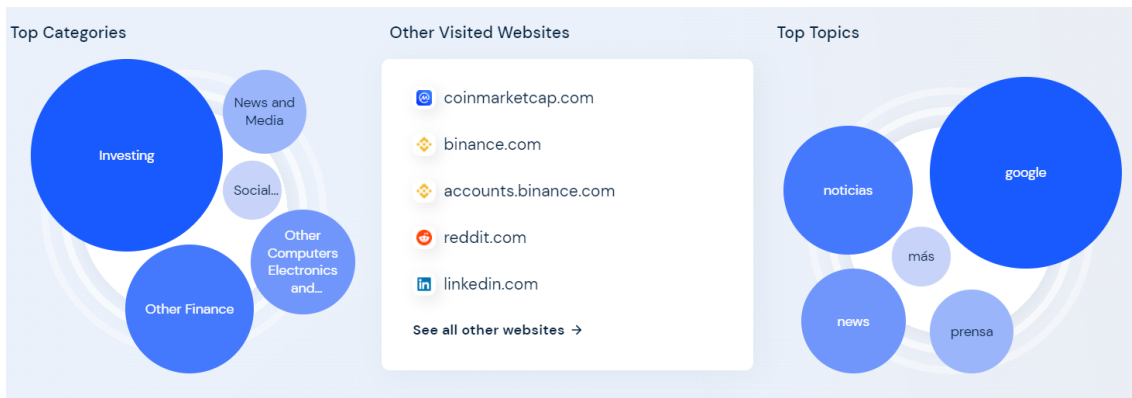 Top Categories
Investing
News and
Media
Social...
Other
Computers
Electronics
and...
Other Finance
Other Visited Websites
coinmarketcap.com
binance.com
accounts.binance.com
reddit.com
linkedin.com
See all other websites →
Top Topics
google
noticias
más
news
prensa